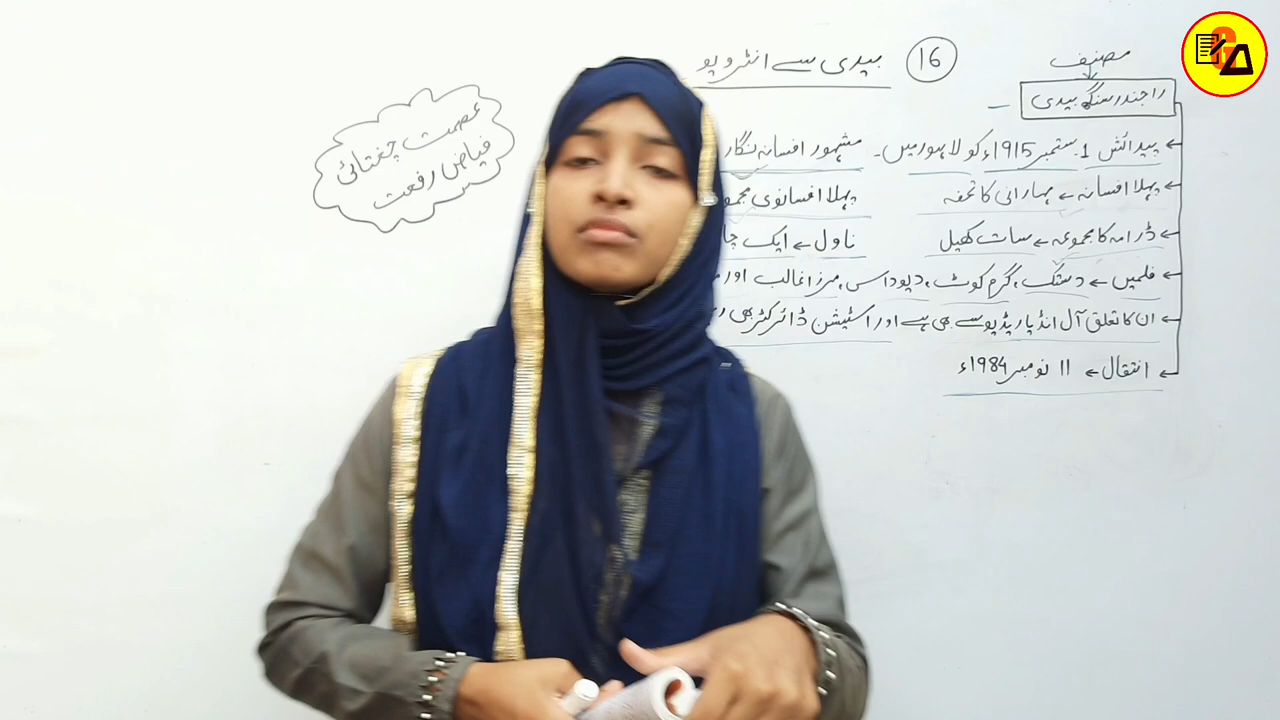 مصنف
16 بیدی سے انٹرویو
راجندر سنگھ بیدی
پیدائش 1 ستمبر 1915ء کو لاہور میں۔ مشہور افسانہ نگار
پہلا افسانہ ← مہارانی کا تحفہ پہلا افسانوی
ڈرامہ کا مجموعہ ← سات کھیل ناول ← ایک
فلمیں ← دستک، گرم کوٹ، دیوداس، مرزا غالب اور
ان کا تعلق آل انڈیا ریڈیو سے بھی ہے اور اسٹیشن ڈائرکٹر بھی
انتقال ← 11 نومبر 1984ء
عصمت چغتائی
فیاض رفعت